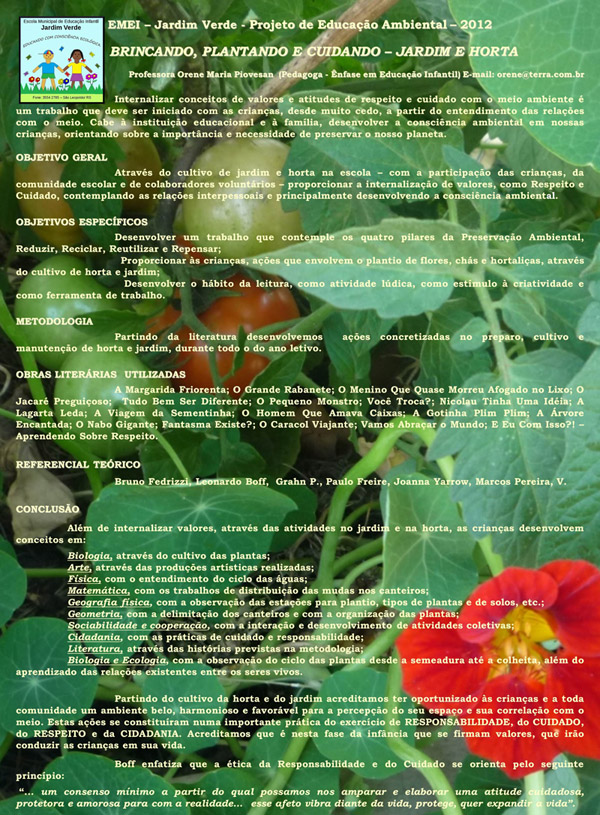 Escola Municipal de Educação Infantil
Jardim Verde
EDUCANDO COM CONSCIÊNCIA ECOLÓGICA
EMEI – Jardim Verde - Projeto de Educação Ambiental – 2012
BRINCANDO, PLANTANDO E CUIDANDO – JARDIM E HORTA
Professora Orene Maria Piovesan (Pedagoga - Ênfase em Educação Infantil) E-mail: orene@terra.com.br
Internalizar conceitos de valores e atitudes de respeito e cuidado com o meio ambiente é
um trabalho que deve ser iniciado com as crianças, desde muito cedo, a partir do entendimento das relações
com o meio. Cabe à instituição educacional e à família, desenvolver a consciência ambiental em nossas
crianças, orientando sobre a importância e necessidade de preservar o nosso planeta.
OBJETIVO GERAL
Através do cultivo de jardim e horta na escola – com a participação das crianças, da
comunidade escolar e de colaboradores voluntários – proporcionar a internalização de valores, como Respeito e
Cuidado, contemplando as relações interpessoais e principalmente desenvolvendo a consciência ambiental.
OBJETIVOS ESPECÍFICOS
Desenvolver um trabalho que contemple os quatro pilares da Preservação Ambiental,
Reduzir, Reciclar, Reutilizar e Repensar;
Proporcionar às crianças, ações que envolvem o plantio de flores, chás e hortaliças, através
do cultivo de horta e jardim;
Desenvolver o hábito da leitura, como atividade lúdica, como estimulo à criatividade e
como ferramenta de trabalho.
METODOLOGIA
Partindo da literatura desenvolvemos ações concretizadas no preparo, cultivo e
manutenção de horta e jardim, durante todo o do ano letivo.
OBRAS LITERÁRIAS UTILIZADAS
A Margarida Friorenta; O Grande Rabanete; O Menino Que Quase Morreu Afogado no Lixo; O
Jacaré Preguiçoso; Tudo Bem Ser Diferente; O Pequeno Monstro; Você Troca?; Nicolau Tinha Uma Idéia; A
Lagarta Leda; A Viagem da Sementinha; O Homem Que Amava Caixas; A Gotinha Plim Plim; A Árvore
Encantada; O Nabo Gigante; Fantasma Existe?; O Caracol Viajante; Vamos Abraçar o Mundo; E Eu Com Isso?! –
Aprendendo Sobre Respeito.
REFERENCIAL TEÓRICO
Bruno Fedrizzi, Leonardo Boff, Grahn P., Paulo Freire, Joanna Yarrow, Marcos Pereira, V.
CONCLUSÃO
Além de internalizar valores, através das atividades no jardim e na horta, as crianças desenvolvem
conceitos em:
Biologia, através do cultivo das plantas;
Arte, através das produções artísticas realizadas;
Física, com o entendimento do ciclo das águas;
Matemática, com os trabalhos de distribuição das mudas nos canteiros;
Geografia física, com a observação das estações para plantio, tipos de plantas e de solos, etc.;
Geometria, com a delimitação dos canteiros e com a organização das plantas;
Sociabilidade e cooperação, com a interação e desenvolvimento de atividades coletivas;
Cidadania, com as práticas de cuidado e responsabilidade;
Literatura, através das histórias previstas na metodologia;
Biologia e Ecologia, com a observação do ciclo das plantas desde a semeadura até a colheita, além do
aprendizado das relações existentes entre os seres vivos.
Partindo do cultivo da horta e do jardim acreditamos ter oportunizado às crianças e a toda
comunidade um ambiente belo, harmonioso e favorável para a percepção do seu espaço e sua correlação com o
meio. Estas ações se constituíram numa importante prática do exercício de RESPONSABILIDADE, do CUIDADO,
do RESPEITO e da CIDADANIA. Acreditamos que é nesta fase da infância que se firmam valores, que irão
conduzir as crianças em sua vida.
Boff enfatiza que a ética da Responsabilidade e do Cuidado se orienta pelo seguinte
princípio:
“... um consenso mínimo a partir do qual possamos nos amparar e elaborar uma atitude cuidadosa,
protetora e amorosa para com a realidade... esse afeto vibra diante da vida, protege, quer expandir a vida”.